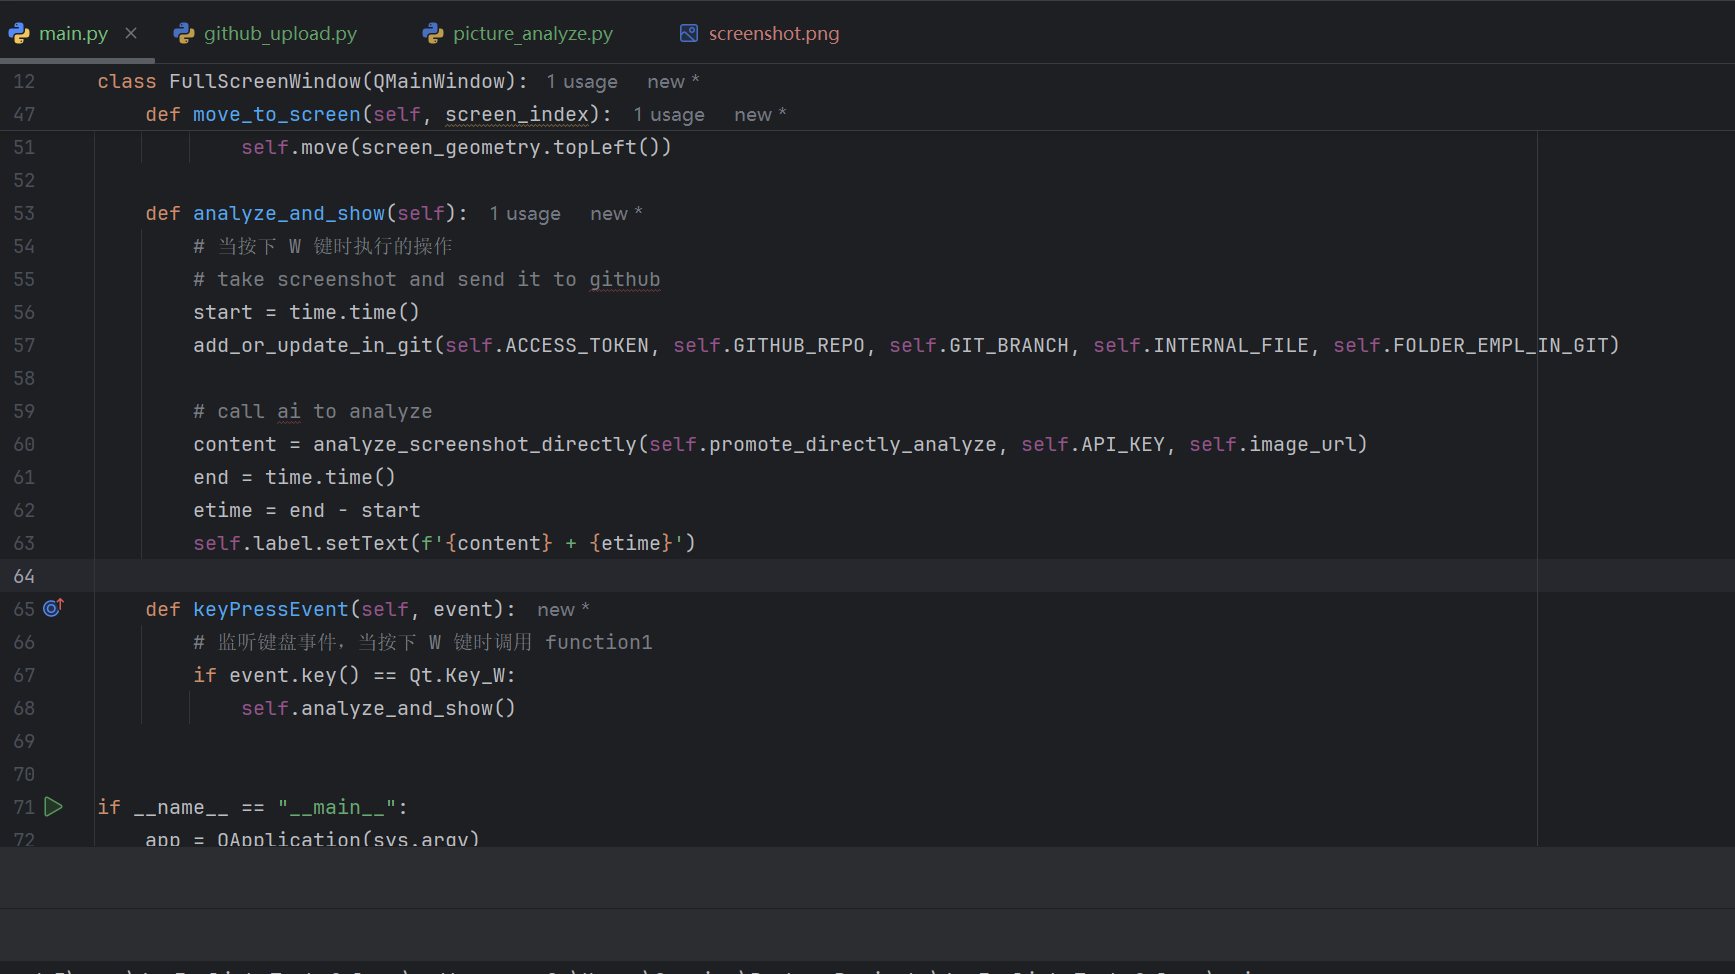 main.py × github_upload.py picture_analyze.py screenshot.png
12 class FullScreenWindow(QMainWindow): 1 usage new *
47 def move_to_screen(self, screen_index): 1 usage new *
51 self.move(screen_geometry.topLeft())
52
53 def analyze_and_show(self): 1 usage new *
54 # 当按下 W 键时执行的操作
55 # take screenshot and send it to github
56 start = time.time()
57 add_or_update_in_git(self.ACCESS_TOKEN, self.GITHUB_REPO, self.GIT_BRANCH, self.INTERNAL_FILE, self.FOLDER_EMPL_IN_GIT)
58
59 # call ai to analyze
60 content = analyze_screenshot_directly(self.promote_directly_analyze, self.API_KEY, self.image_url)
61 end = time.time()
62 etime = end - start
63 self.label.setText(f'{content} + {etime}')
64
65 def keyPressEvent(self, event): new *
66 # 监听键盘事件，当按下 W 键时调用 function1
67 if event.key() == Qt.Key_W:
68 self.analyze_and_show()
69
70
71 if __name__ == "__main__":
72 app = QApplication(sys.argv)